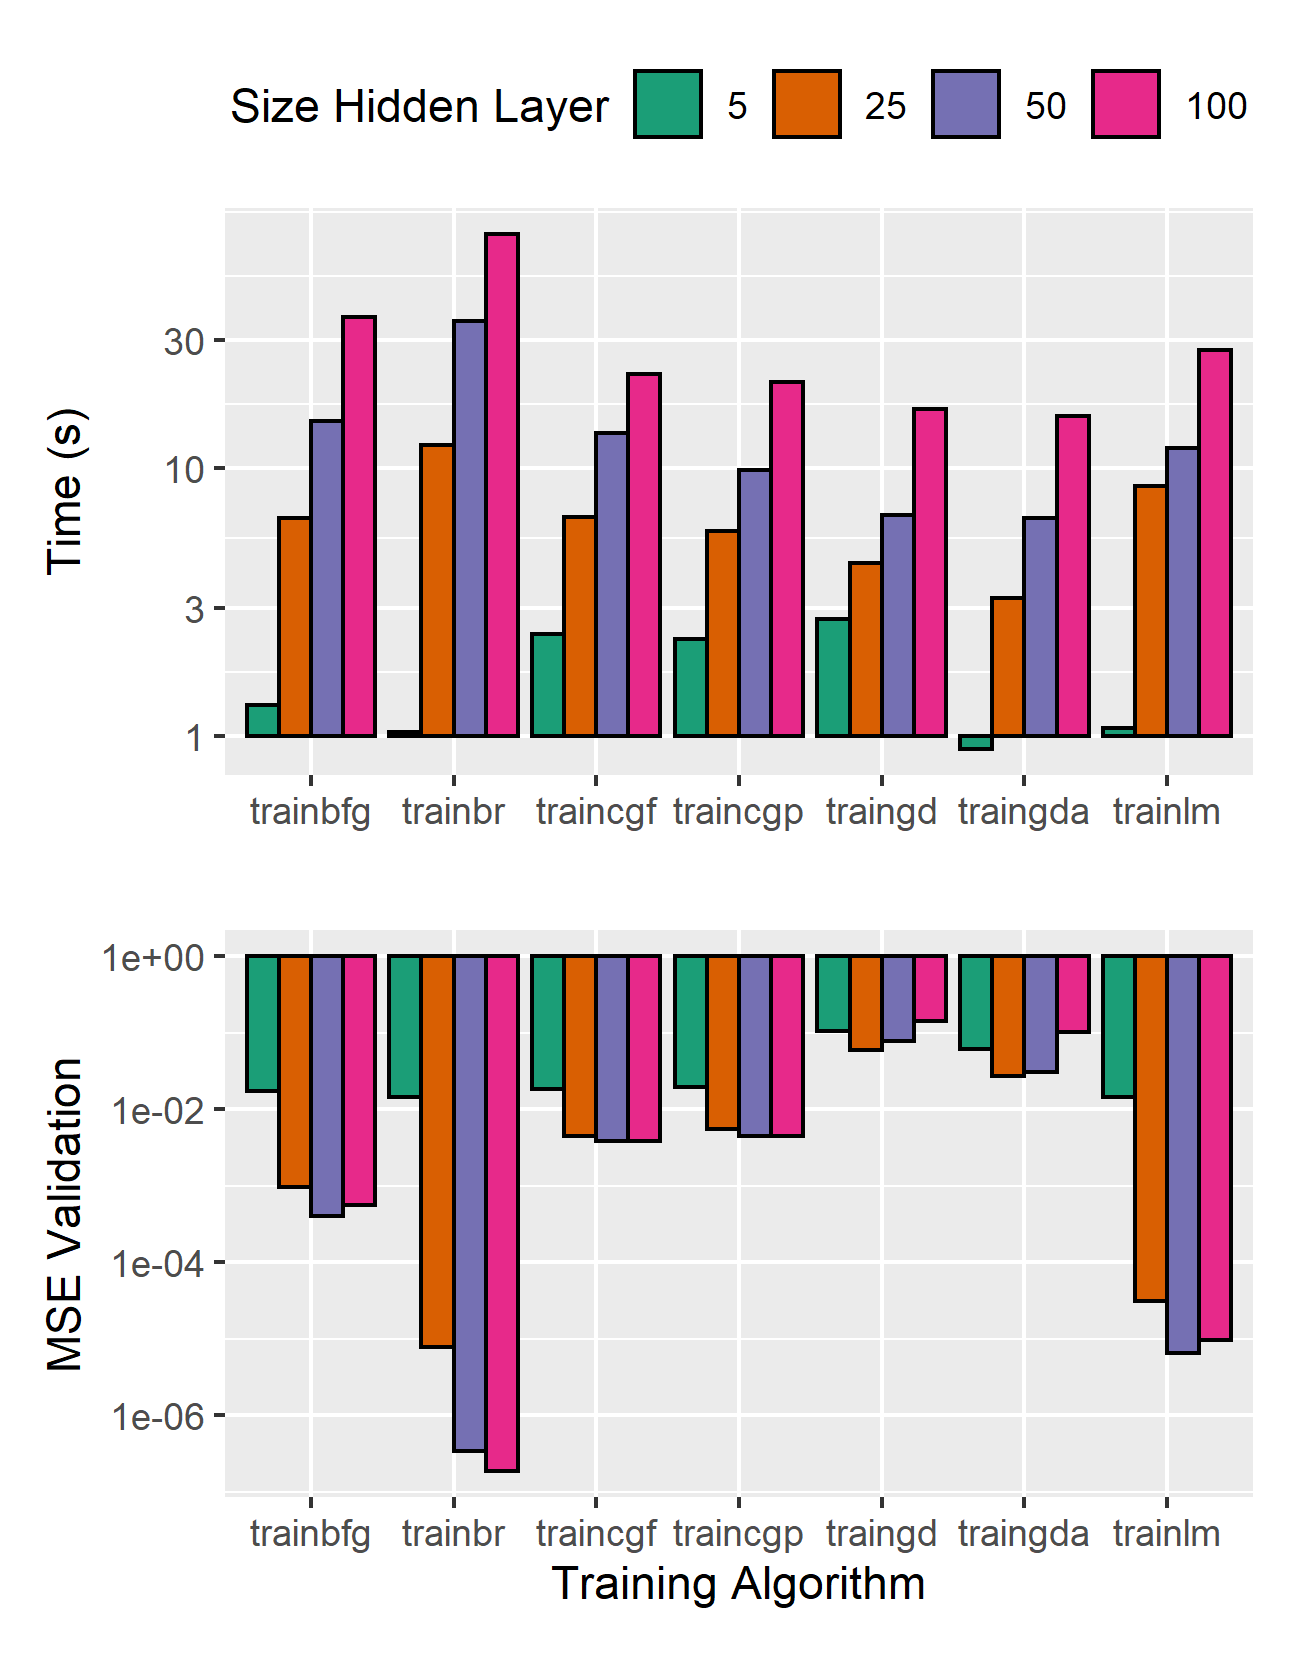 Size Hidden Layer 5 25 50 100
Time (s)
30
10
3
1
trainbfg trainbr traincgf traincgp traingd traingda trainlm
MSE Validation
1e+00
1e-02
1e-04
1e-06
trainbfg trainbr traincgf traincgp traingd traingda trainlm
Training Algorithm